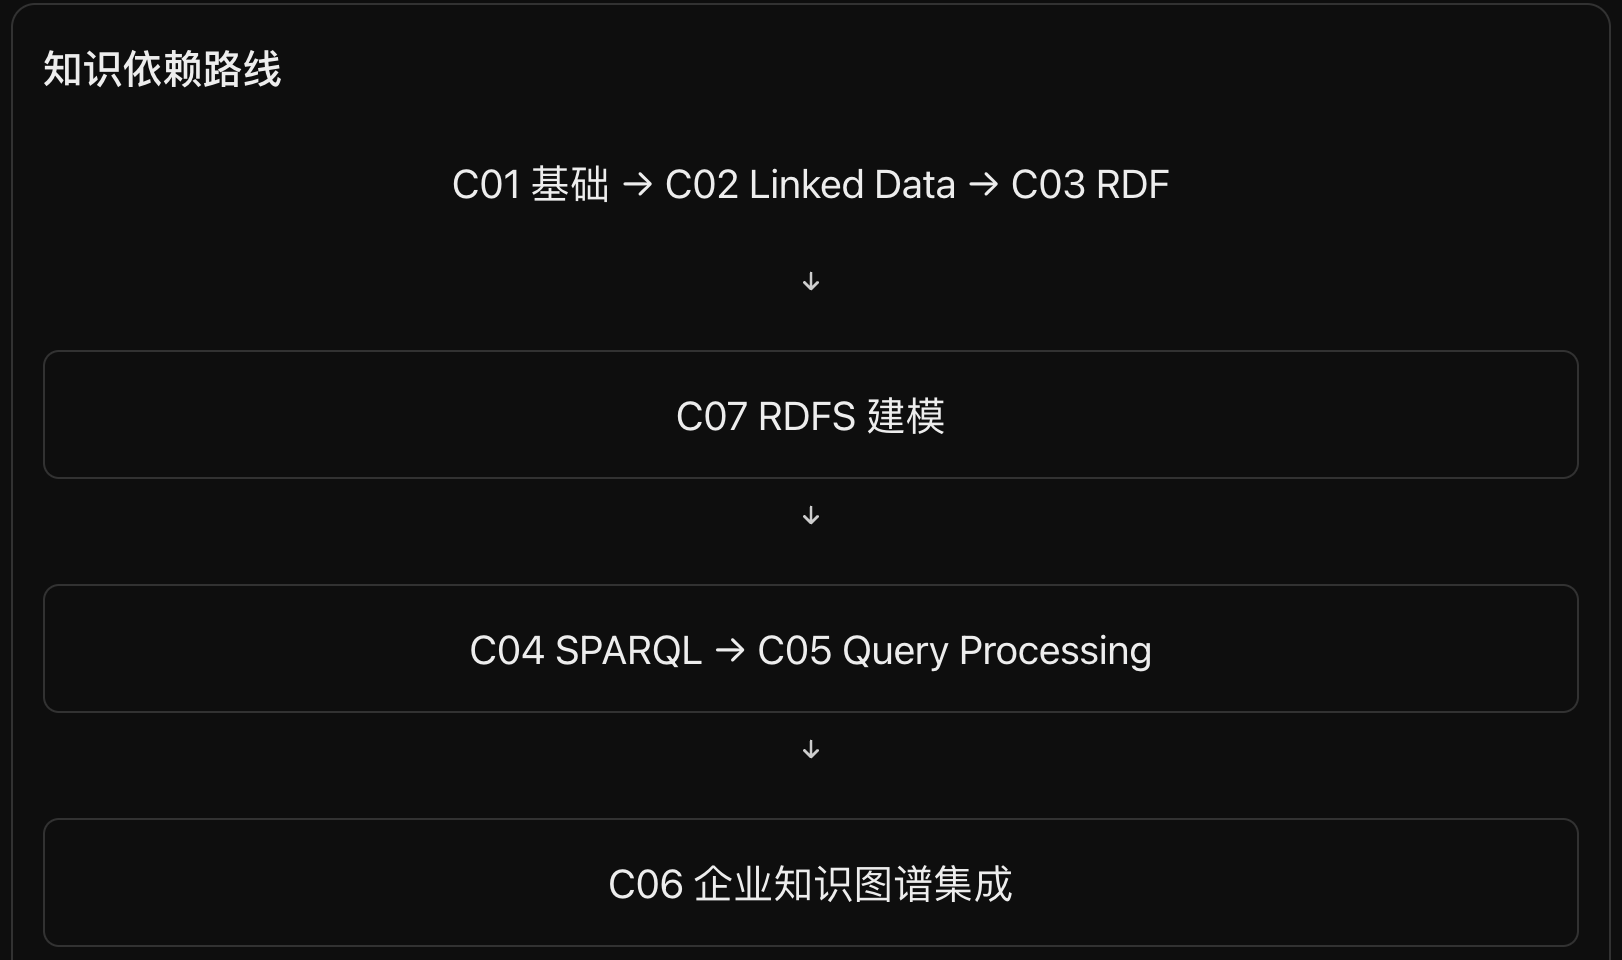 知识依赖路线
C01 基础 → C02 Linked Data → C03 RDF
↓
C07 RDFS 建模
↓
C04 SPARQL → C05 Query Processing
↓
C06 企业知识图谱集成